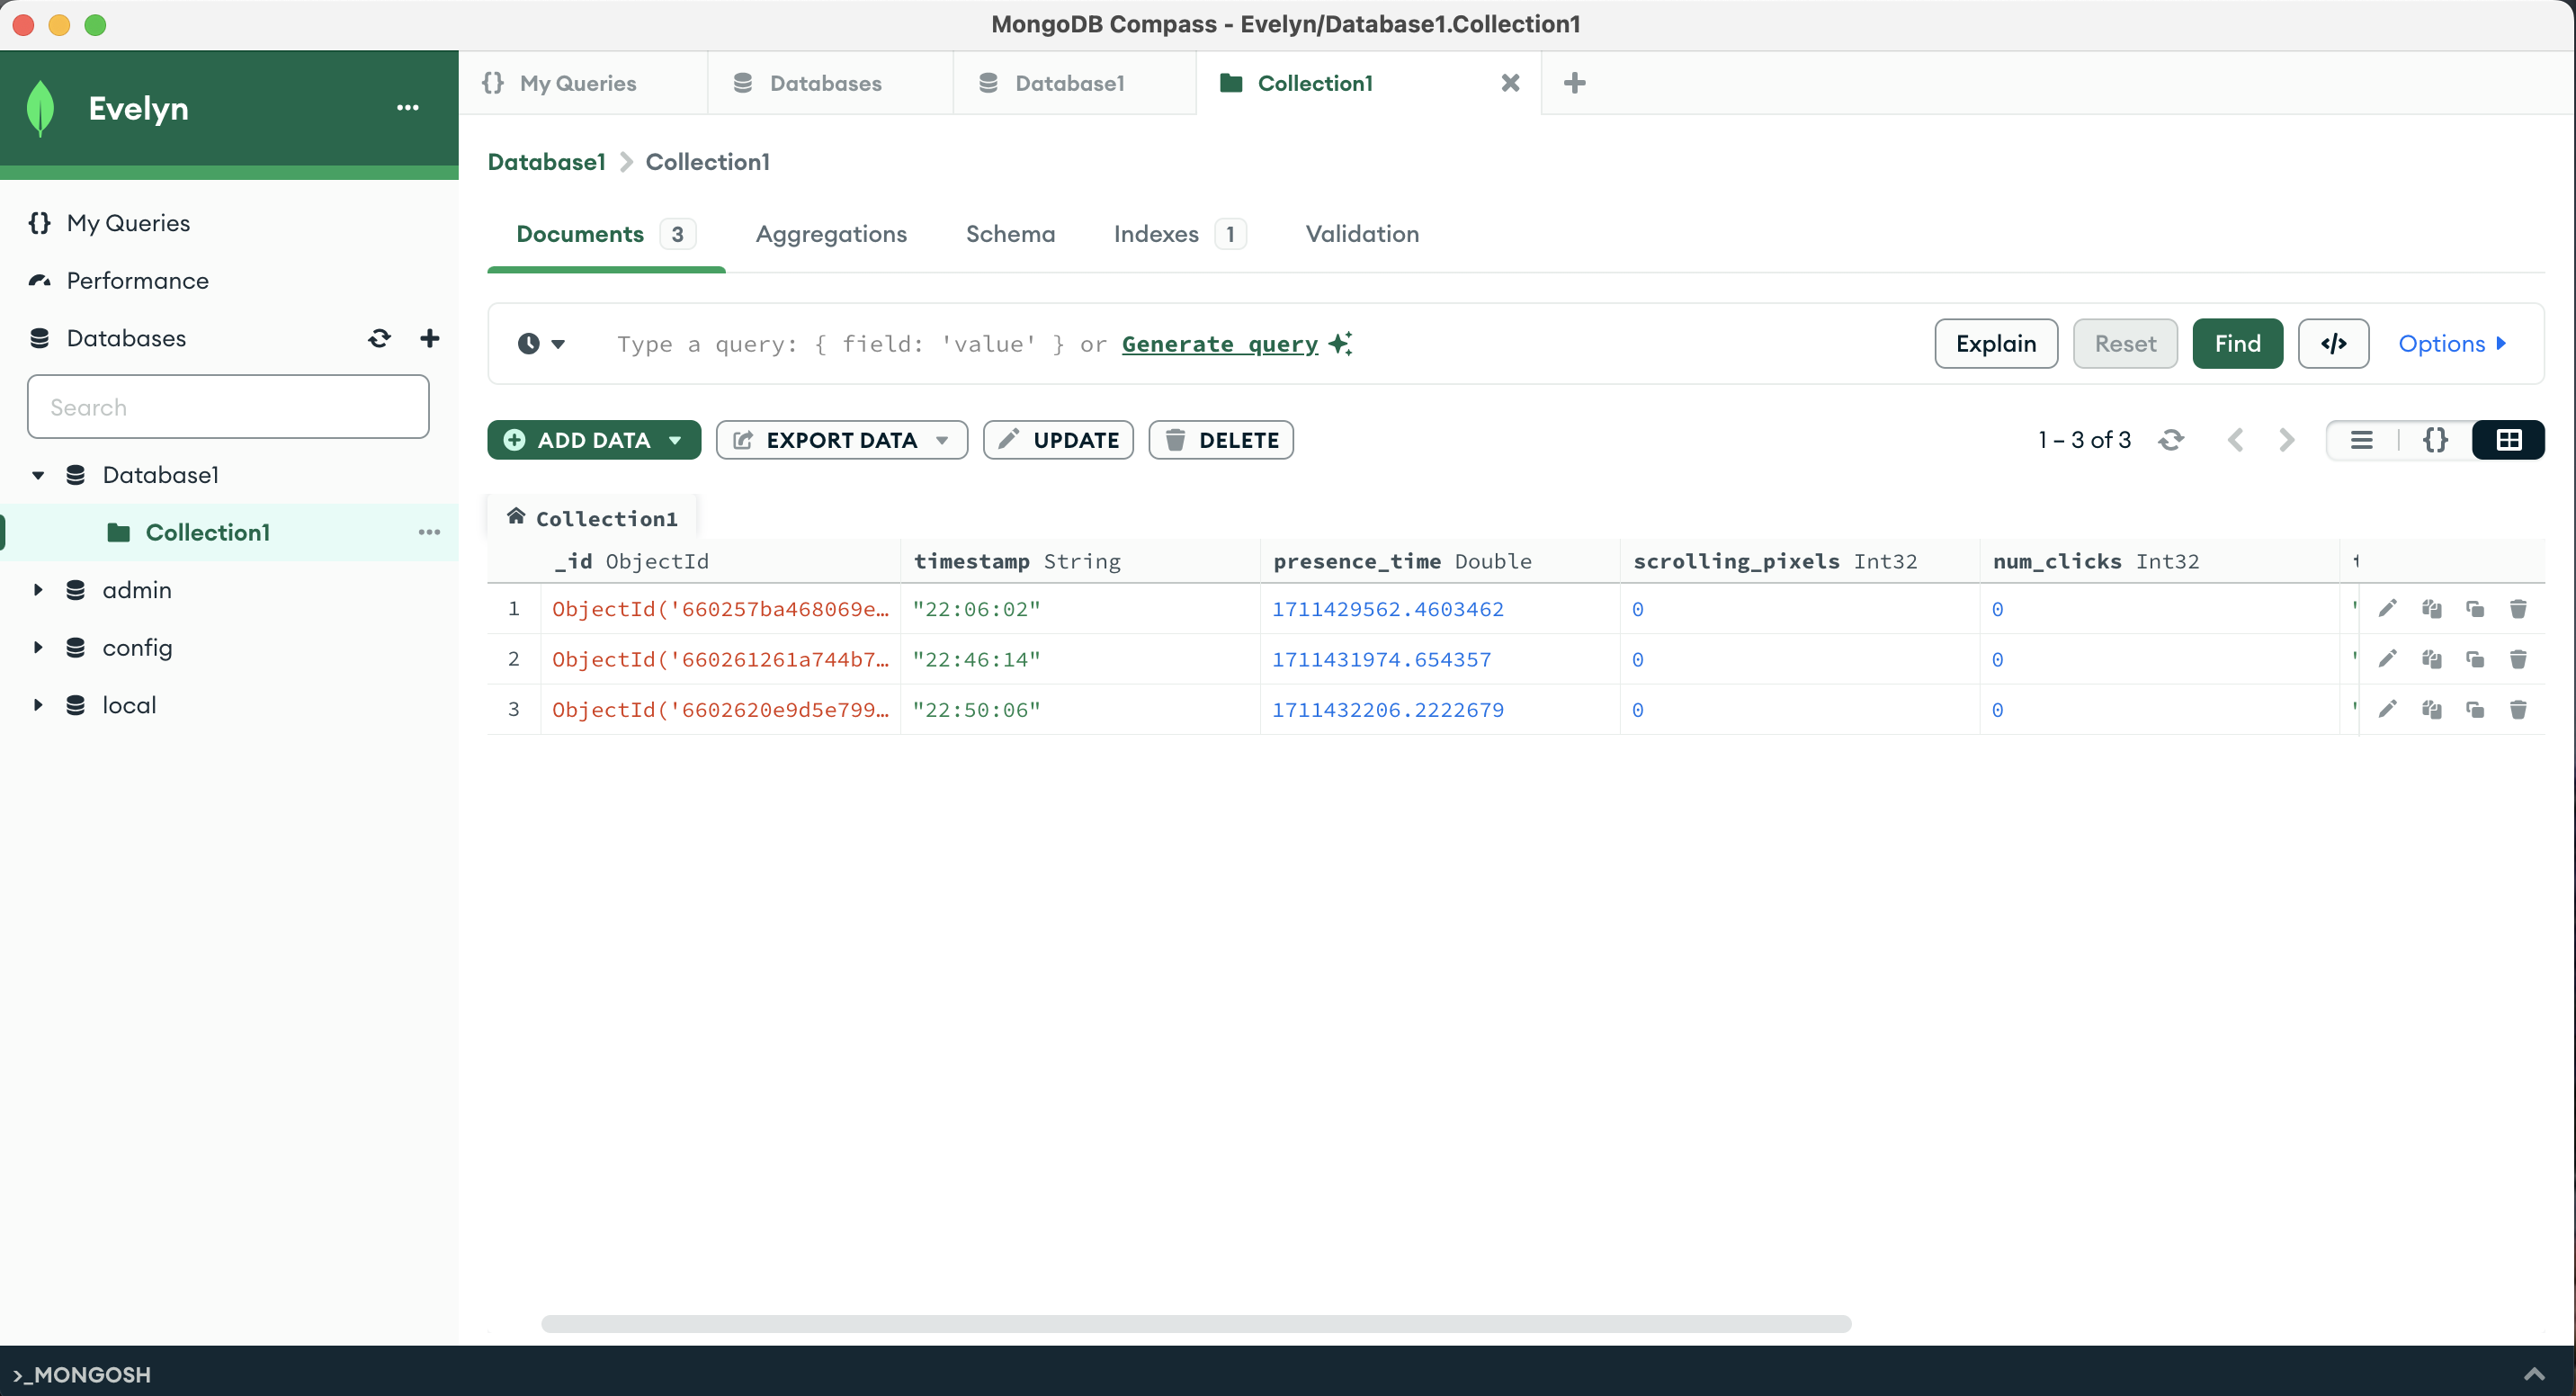 MongoDB Compass - Evelyn/Database1.Collection1
Evelyn
My Queries
Databases
Database1
Collection1
Database1 > Collection1
My Queries
Performance
Databases
Search
Database1
Collection1
admin
config
local
Documents 3 Aggregations Schema Indexes 1 Validation
Type a query: { field: 'value' } or Generate query
Explain Reset Find </> Options
ADD DATA EXPORT DATA UPDATE DELETE
1 – 3 of 3 {}
Collection1
_id ObjectId timestamp String presence_time Double scrolling_pixels Int32 num_clicks Int32
1 ObjectId('660257ba468069e… "22:06:02" 1711429562.4603462 0 0
2 ObjectId('660261261a744b7… "22:46:14" 1711431974.654357 0 0
3 ObjectId('6602620e9d5e799… "22:50:06" 1711432206.2222679 0 0
>_MONGOSH